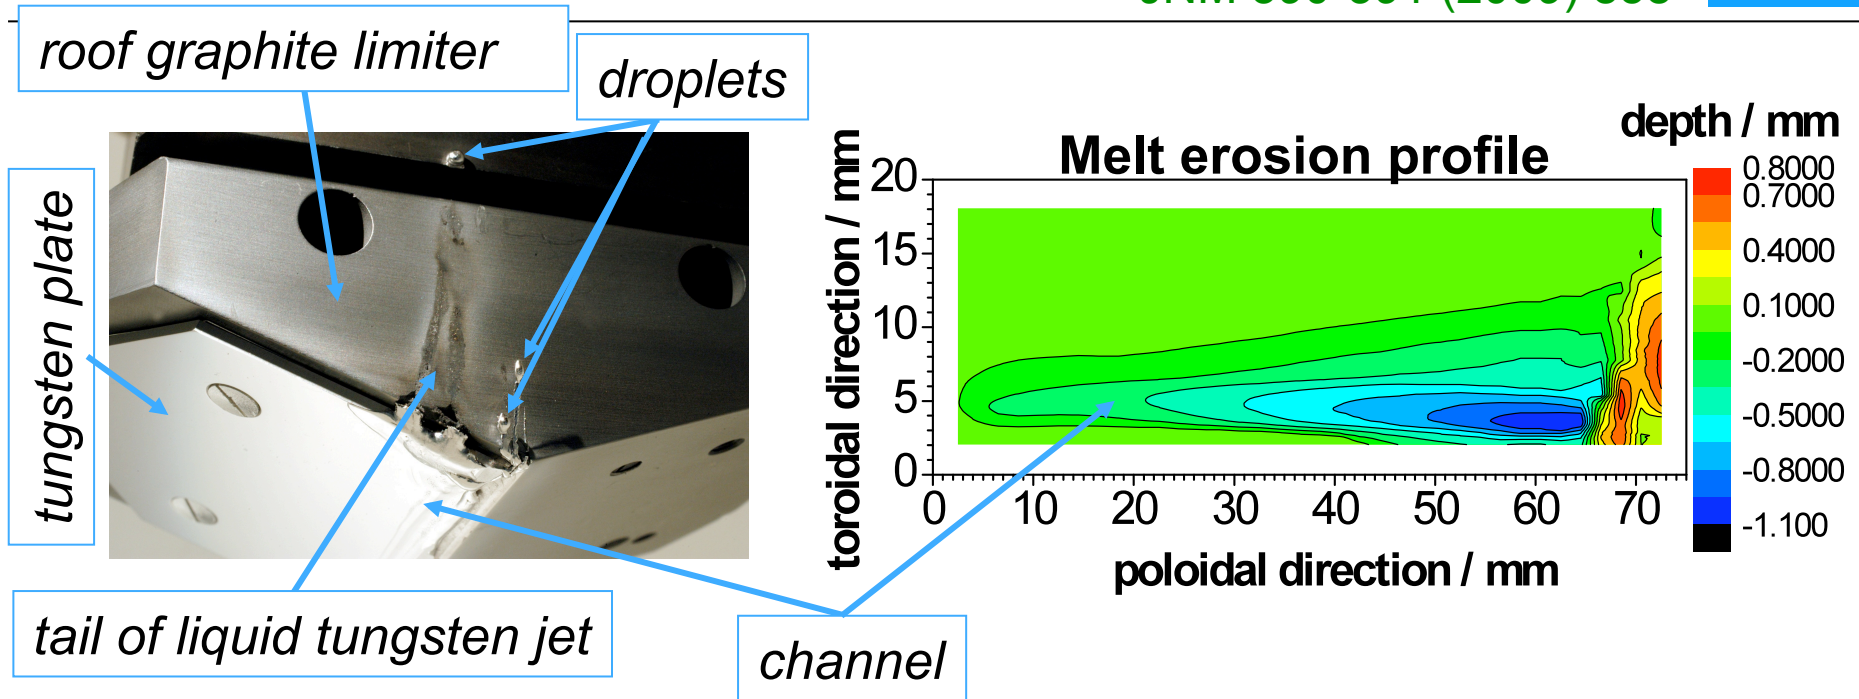 roof graphite limiter
droplets
tungsten plate
tail of liquid tungsten jet
channel
Melt erosion profile
depth / mm
toroidal direction / mm
20
15
10
5
0
0 10 20 30 40 50 60 70
poloidal direction / mm
0.8000
0.7000
0.4000
0.1000
-0.2000
-0.5000
-0.8000
-1.100